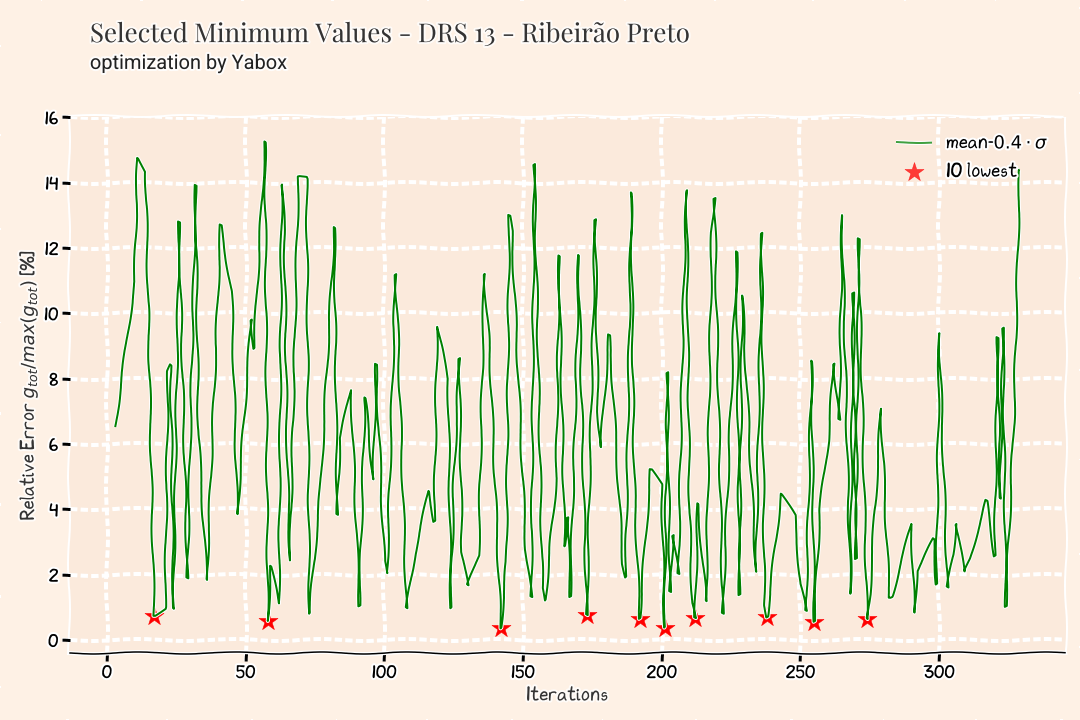 Selected Minimum Values - DRS 13 - Ribeirão Preto
optimization by Yabox
mean-0.4 · σ
10 lowest
Relative Error g_tot/max(g_tot) [%]
16
14
12
10
8
6
4
2
0
0 50 100 150 200 250 300
Iterations